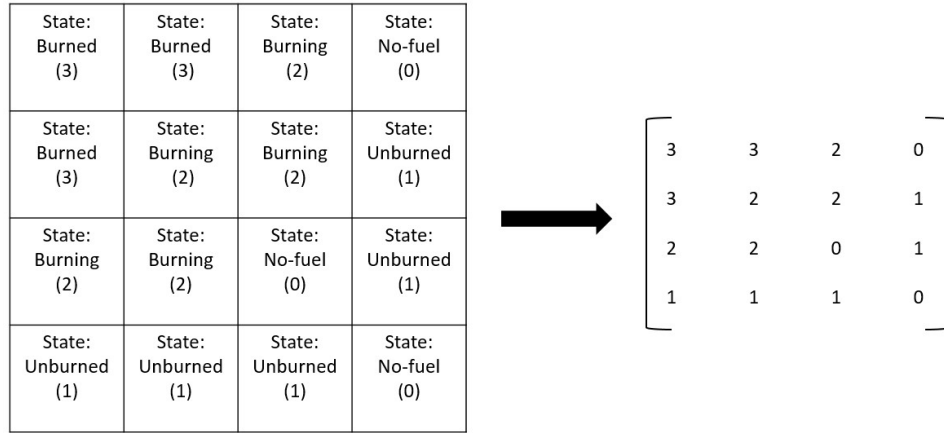 State: State: State: State:
Burned Burned Burning No-fuel
(3) (3) (2) (0)
State: State: State: State:
Burned Burning Burning Unburned
(3) (2) (2) (1)
State: State: State: State:
Burning Burning No-fuel Unburned
(2) (2) (0) (1)
State: State: State: State:
Unburned Unburned Unburned No-fuel
(1) (1) (1) (0)
3 3 2 0
3 2 2 1
2 2 0 1
1 1 1 0